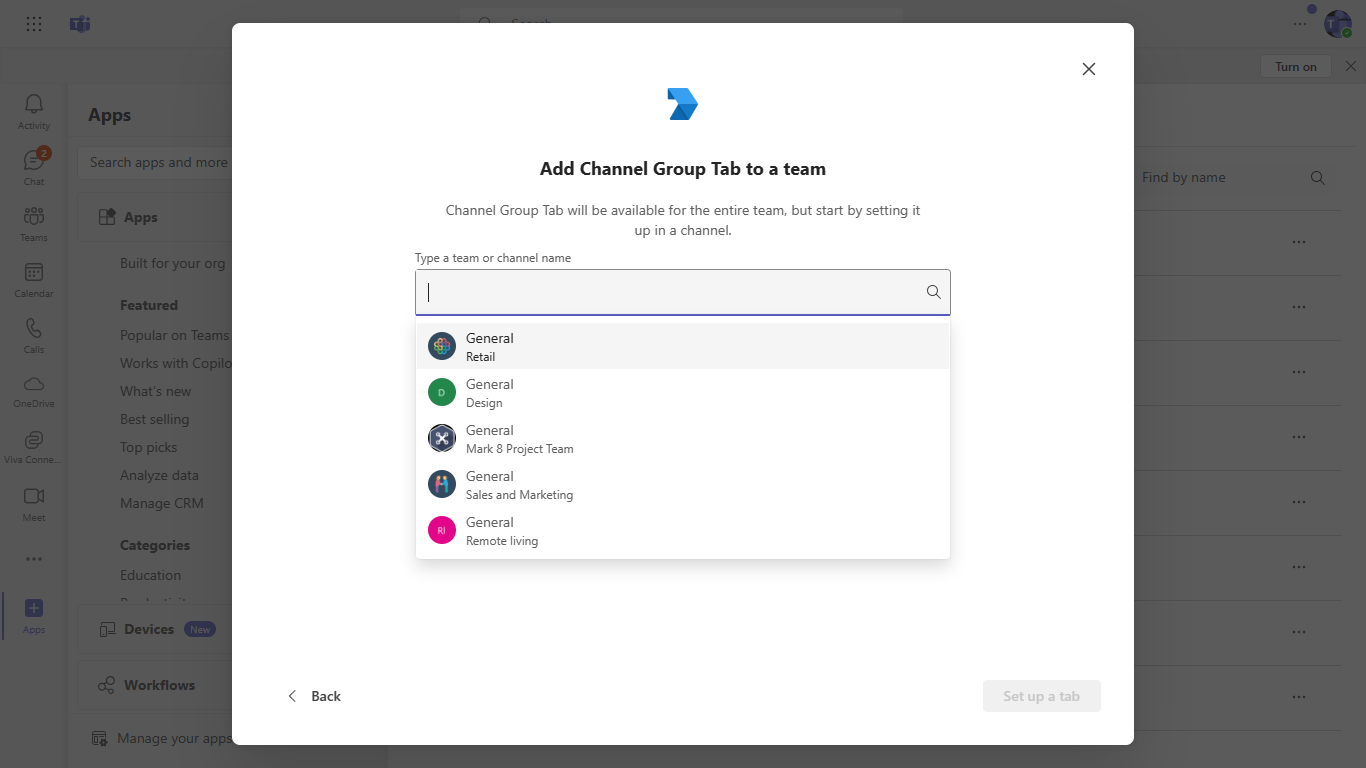 Search
Turn on
Activity
2
Chat
Teams
Calendar
Calls
OneDrive
Viva Conne...
Meet
Apps
Apps
Search apps and more
Apps
Built for your org
Featured
Popular on Teams
Works with Copilo
What's new
Best selling
Top picks
Analyze data
Manage CRM
Categories
Education
Devices New
Workflows
Manage your apps
Find by name
Add Channel Group Tab to a team
Channel Group Tab will be available for the entire team, but start by setting it
up in a channel.
Type a team or channel name
General
Retail
D
General
Design
General
Mark 8 Project Team
General
Sales and Marketing
RI
General
Remote living
Back
Set up a tab